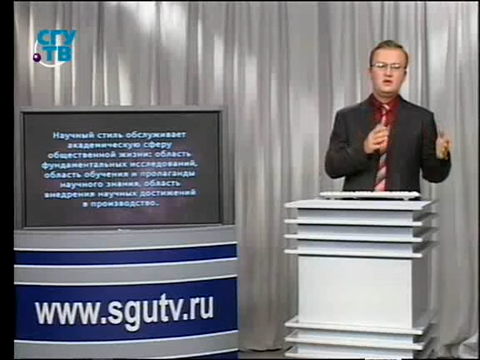 СГУ
ТВ
Научный стиль обслуживает
академическую сферу
общественной жизни: область
фундаментальных исследований,
область обучения и пропаганды
научного знания, область
внедрения научных достижений
в производство.
www.sgutv.ru